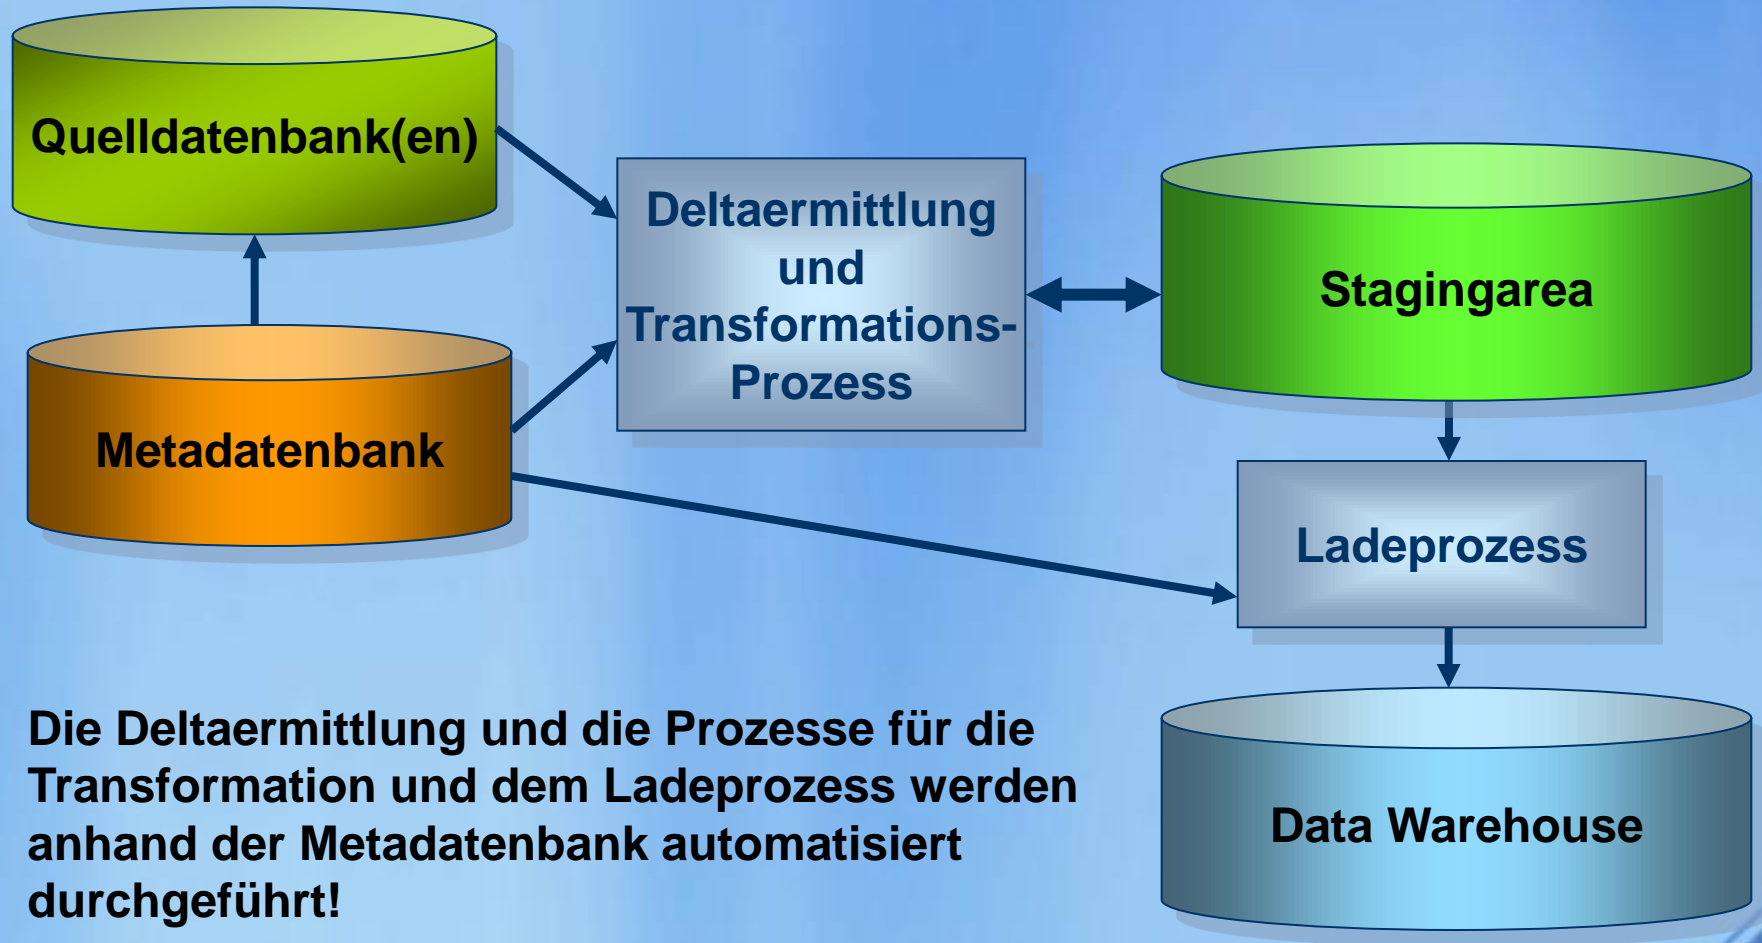 Quelldatenbank(en)
Deltaermittlung
und
Transformations-
Prozess
Stagingarea
Metadatenbank
Ladeprozess
Die Deltaermittlung und die Prozesse für die
Transformation und dem Ladeprozess werden
anhand der Metadatenbank automatisiert
durchgeführt!
Data Warehouse